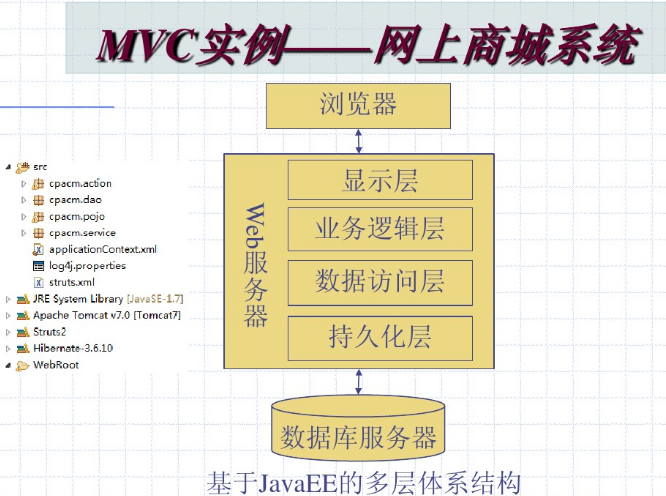 MVC实例——网上商城系统
浏览器
src
cpacm.action
cpacm.dao
cpacm.pojo
cpacm.service
applicationContext.xml
log4j.properties
struts.xml
JRE System Library [JavaSE-1.7]
Apache Tomcat v7.0 [Tomcat7]
Struts2
Hibernate-3.6.10
WebRoot
Web服务器
显示层
业务逻辑层
数据访问层
持久化层
数据库服务器
基于JavaEE的多层体系结构